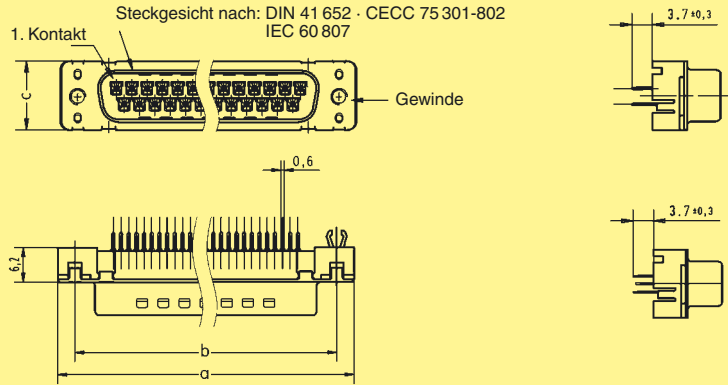 Steckgesicht nach: DIN 41 652 · CECC 75 301-802
IEC 60 807
1. Kontakt
3.7±0,3
c
Gewinde
0,6
3.7±0,3
6,2
b
a